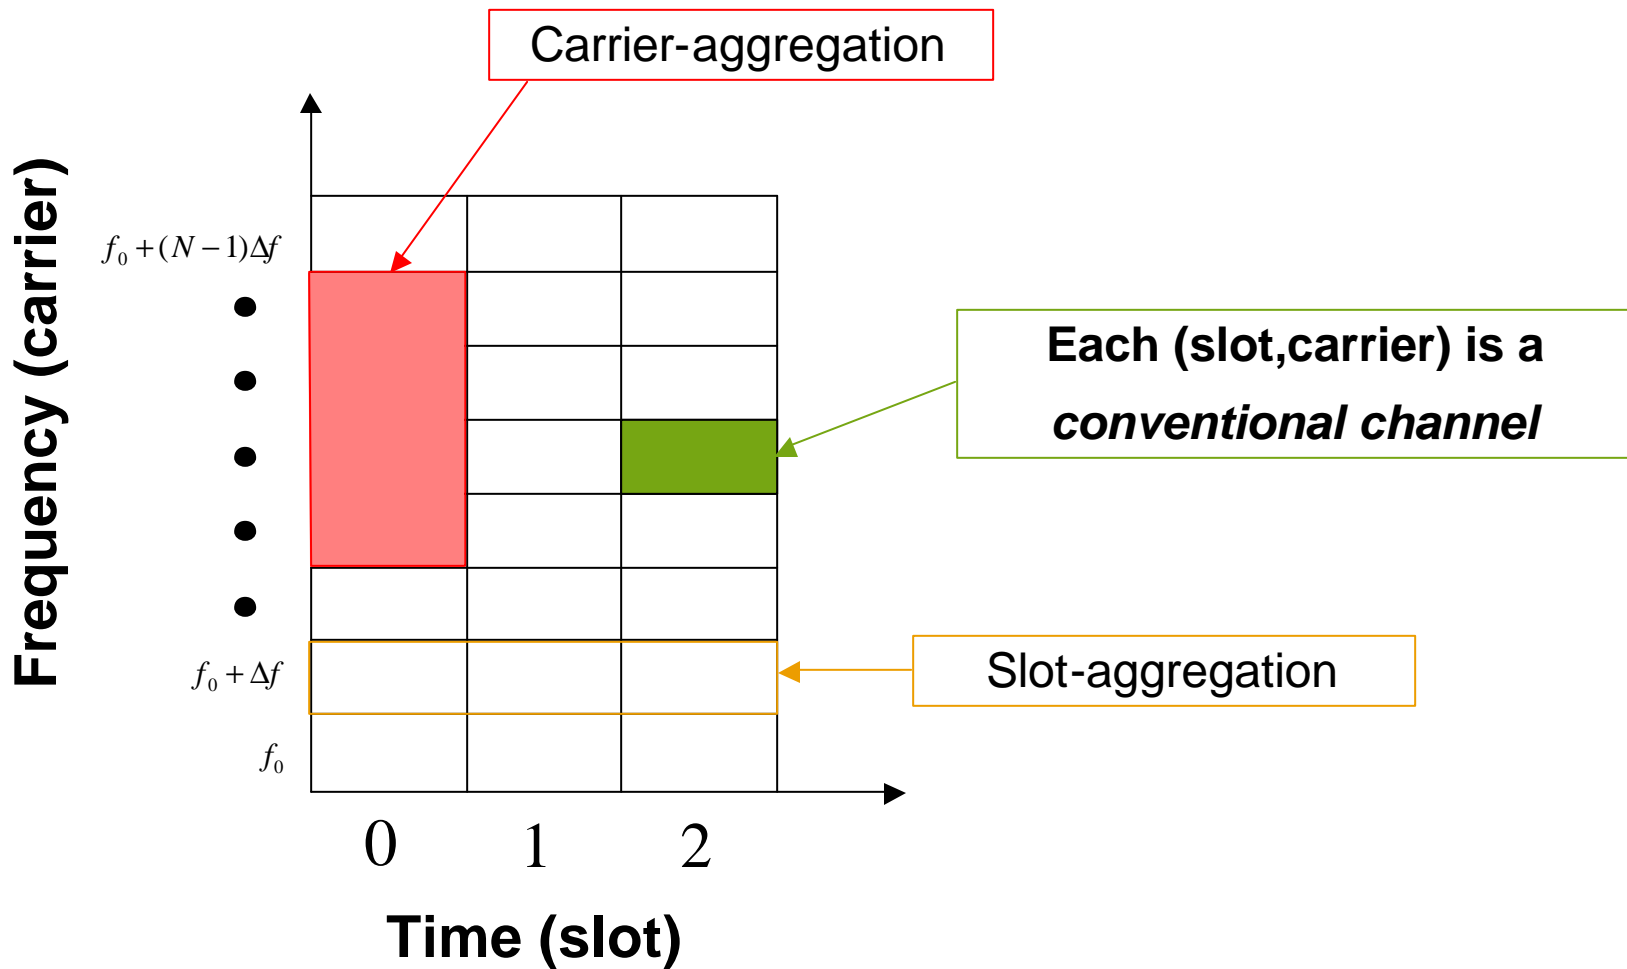 Carrier-aggregation
Frequency (carrier)
f₀ + (N − 1)Δf
Each (slot,carrier) is a
conventional channel
f₀ + Δf
Slot-aggregation
f₀
0 1 2
Time (slot)